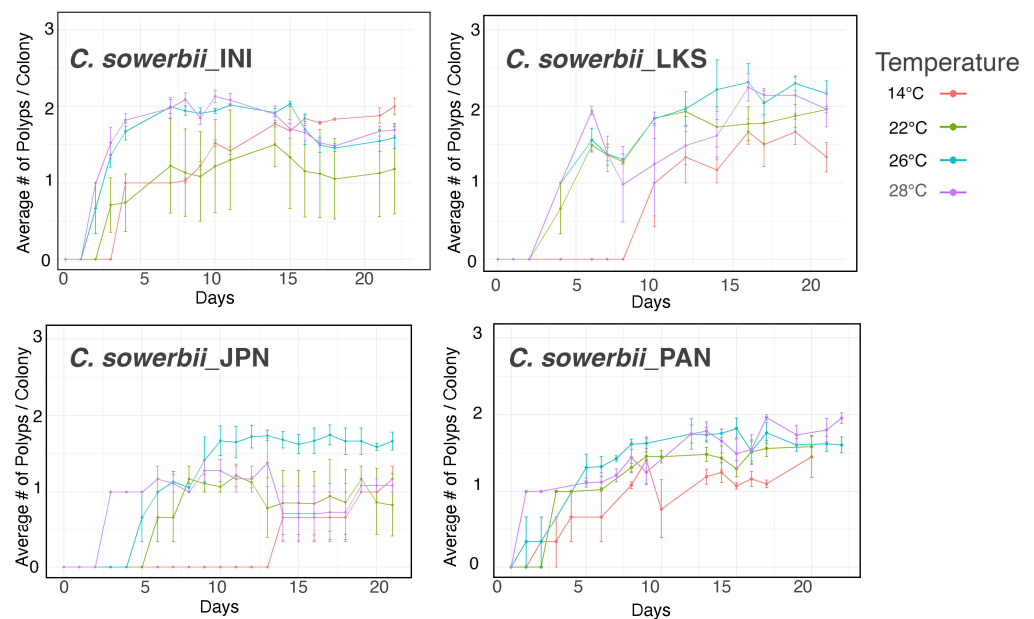 C. sowerbii_INI
Average # of Polyps / Colony
3
2
1
0
0 5 10 15 20
Days
C. sowerbii_LKS
Average # of Polyps / Colony
3
2
1
0
0 5 10 15 20
Days
Temperature
14°C
22°C
26°C
28°C
C. sowerbii_JPN
Average # of Polyps / Colony
3
2
1
0
0 5 10 15 20
Days
C. sowerbii_PAN
Average # of Polyps / Colony
3
2
1
0
0 5 10 15 20
Days